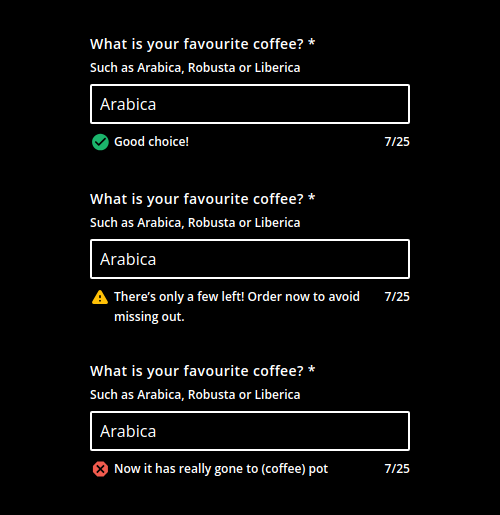 What is your favourite coffee? *
Such as Arabica, Robusta or Liberica
Arabica
Good choice! 7/25
What is your favourite coffee? *
Such as Arabica, Robusta or Liberica
Arabica
There’s only a few left! Order now to avoid 7/25
missing out.
What is your favourite coffee? *
Such as Arabica, Robusta or Liberica
Arabica
Now it has really gone to (coffee) pot 7/25